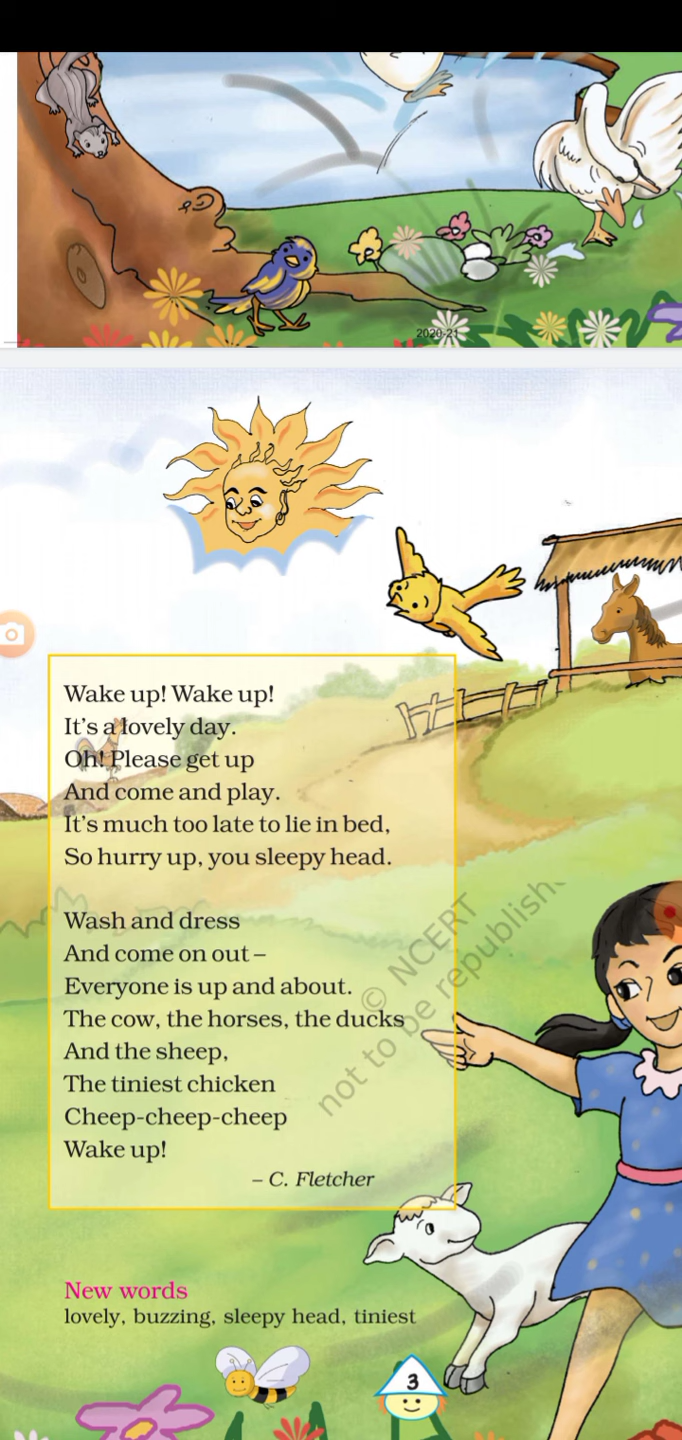 2020-21
Wake up! Wake up!
It's a lovely day.
Oh! Please get up
And come and play.
It's much too late to lie in bed,
So hurry up, you sleepy head.
Wash and dress
And come on out –
Everyone is up and about.
The cow, the horses, the ducks
And the sheep,
The tiniest chicken
Cheep-cheep-cheep
Wake up!
– C. Fletcher
© NCERT
not to be republish
New words
lovely, buzzing, sleepy head, tiniest
3